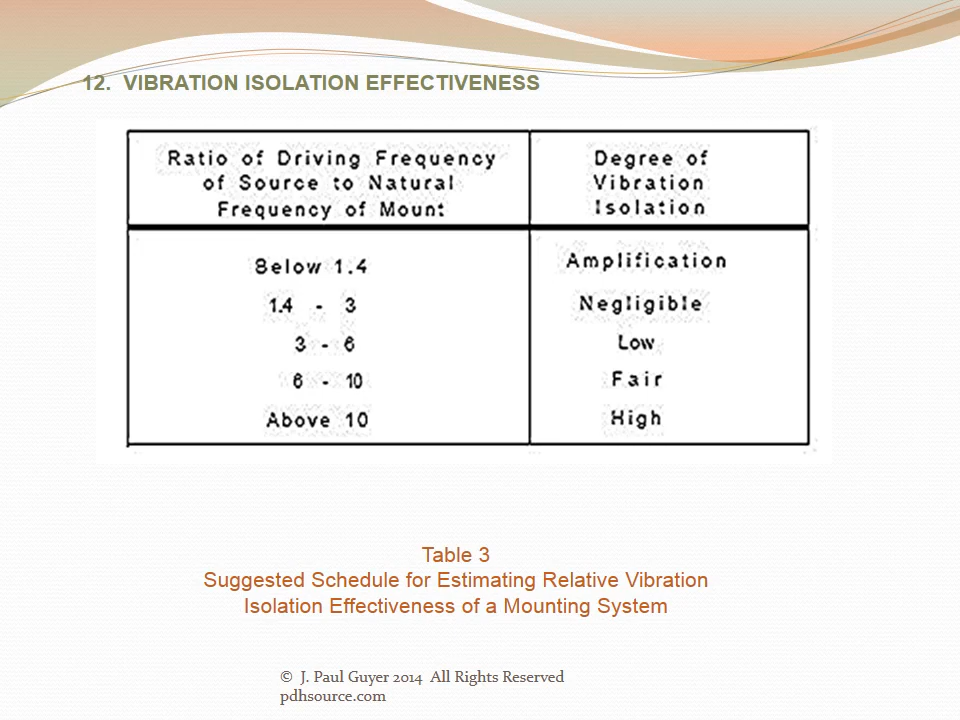 12. VIBRATION ISOLATION EFFECTIVENESS
Ratio of Driving Frequency
of Source to Natural
Frequency of Mount
Degree of
Vibration
Isolation
Below 1.4
Amplification
1.4 - 3
Negligible
3 - 6
Low
6 - 10
Fair
Above 10
High
Table 3
Suggested Schedule for Estimating Relative Vibration
Isolation Effectiveness of a Mounting System
© J. Paul Guyer 2014 All Rights Reserved
pdhsource.com